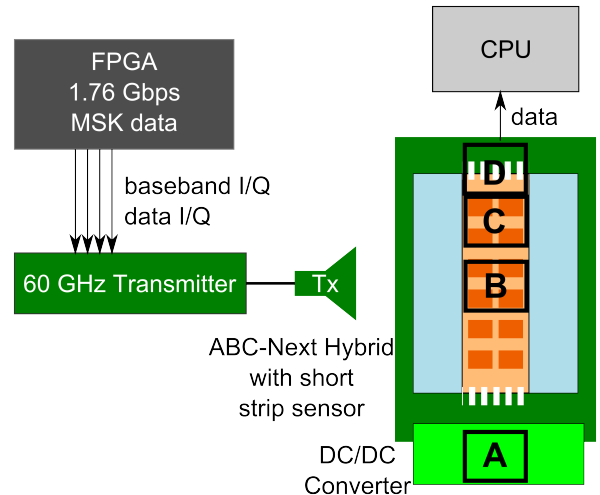 FPGA
1.76 Gbps
MSK data
baseband I/Q
data I/Q
60 GHz Transmitter
Tx
CPU
data
D
C
B
ABC-Next Hybrid
with short
strip sensor
DC/DC
Converter
A